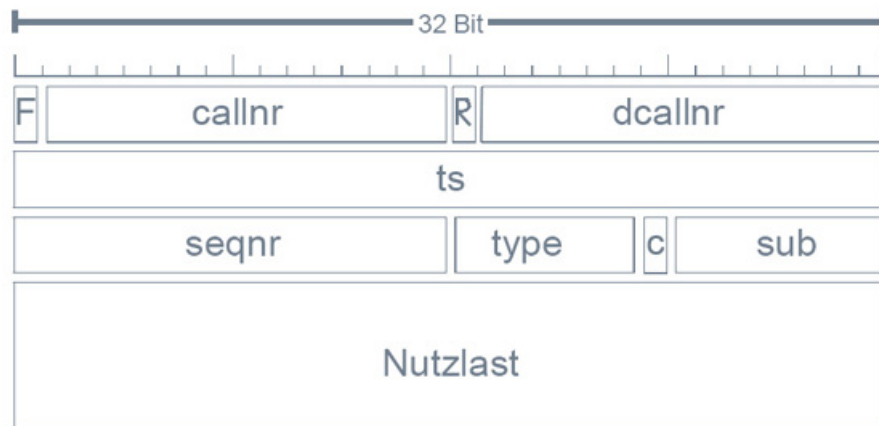 32 Bit
F callnr R dcallnr
ts
seqnr type c sub
Nutzlast